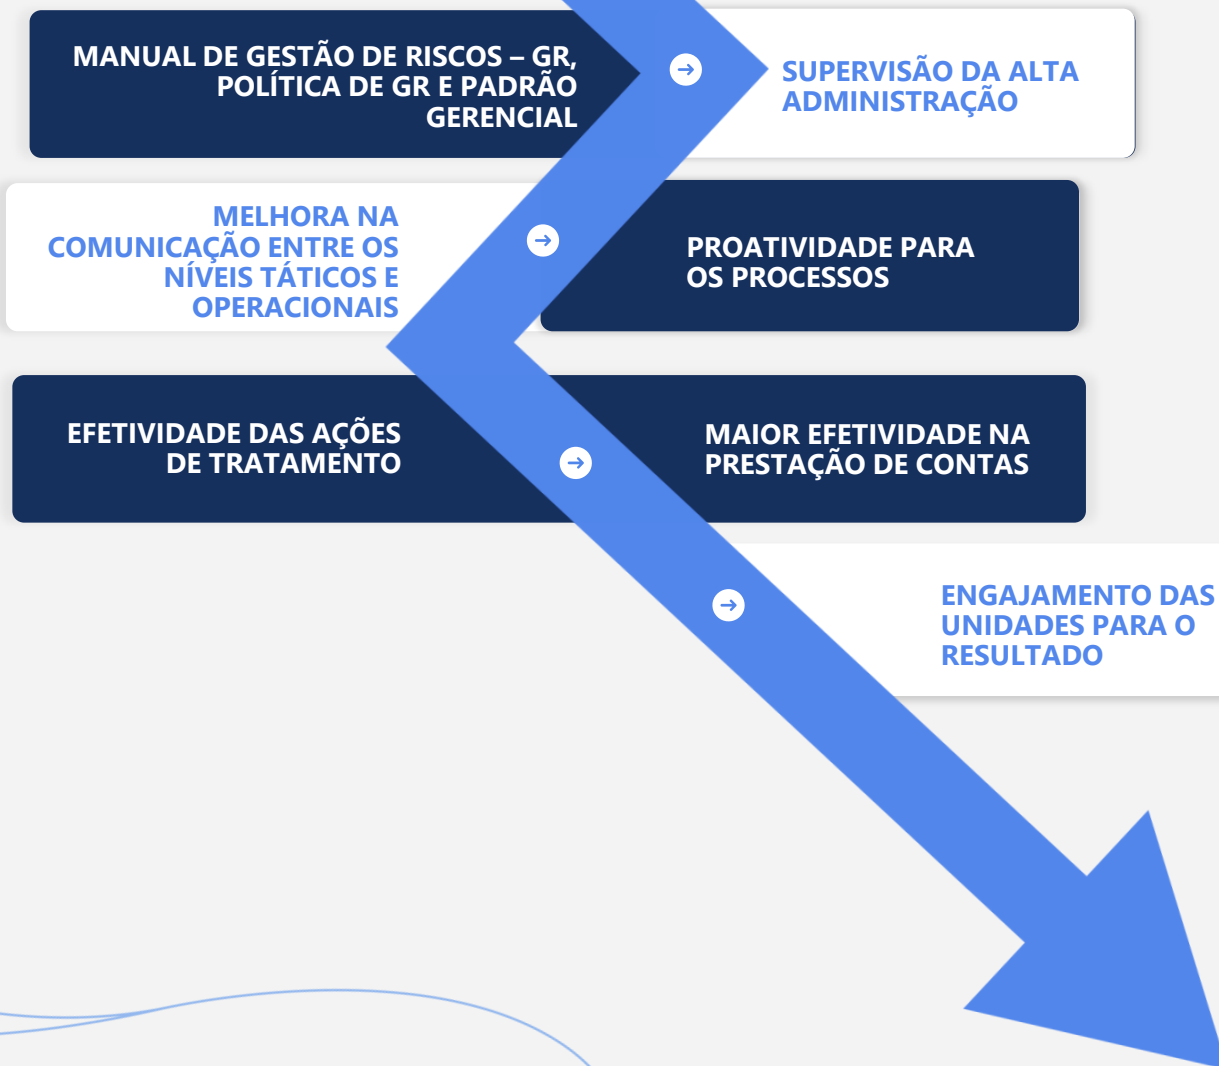 MANUAL DE GESTÃO DE RISCOS – GR,
POLÍTICA DE GR E PADRÃO
GERENCIAL
SUPERVISÃO DA ALTA
ADMINISTRAÇÃO
MELHORA NA
COMUNICAÇÃO ENTRE OS
NÍVEIS TÁTICOS E
OPERACIONAIS
PROATIVIDADE PARA
OS PROCESSOS
EFETIVIDADE DAS AÇÕES
DE TRATAMENTO
MAIOR EFETIVIDADE NA
PRESTAÇÃO DE CONTAS
ENGAJAMENTO DAS
UNIDADES PARA O
RESULTADO